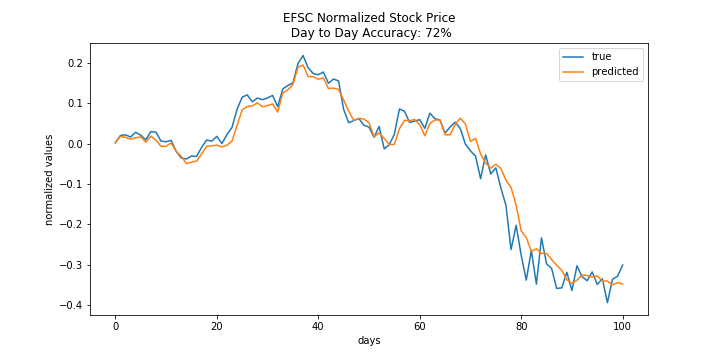 EFSC Normalized Stock Price
Day to Day Accuracy: 72%
true
predicted
normalized values
0.2
0.1
0.0
−0.1
−0.2
−0.3
−0.4
0
20
40
60
80
100
days